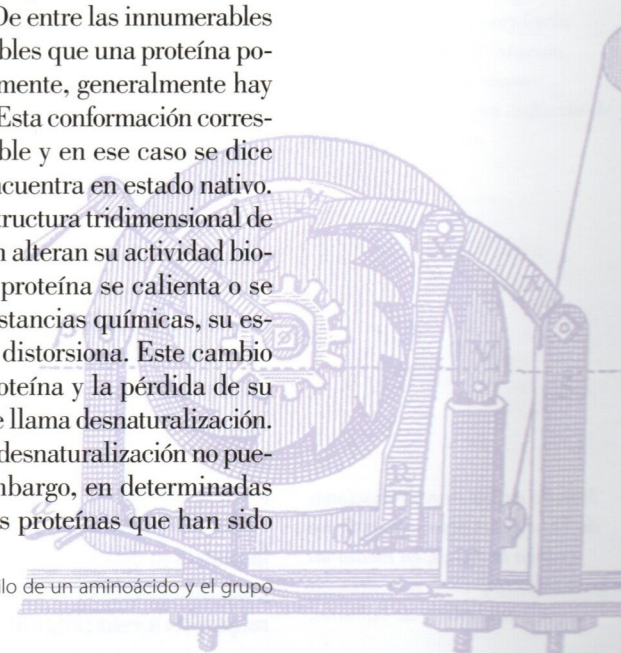 De entre las innumerables
bles que una proteína po-
mente, generalmente hay
Esta conformación corres-
ble y en ese caso se dice
cuentra en estado nativo.
structura tridimensional de
n alteran su actividad bio-
proteína se calienta o se
stancias químicas, su es-
distorsiona. Este cambio
oteína y la pérdida de su
e llama desnaturalización.
desnaturalización no pue-
mbargo, en determinadas
s proteínas que han sido
ilo de un aminoácido y el grupo